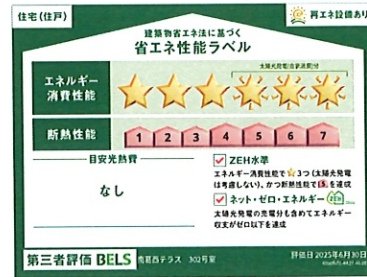 住宅(住戸)
再エネ設備あり
建築物省エネ法に基づく
省エネ性能ラベル
太陽光発電(自家消費)分
エネルギー
消費性能
断熱性能
1 2 3 4 5 6 7
目安光熱費
なし
ZEH水準
エネルギー消費性能で★3つ(太陽光発電
は考慮しない)、かつ断熱性能で5を達成
ネット・ゼロ・エネルギー
ZEH
太陽光発電の売電分も含めてエネルギー
収支がゼロ以下を達成
第三者評価 BELS
南葛西テラス 302号室
評価日 2025年6月30日